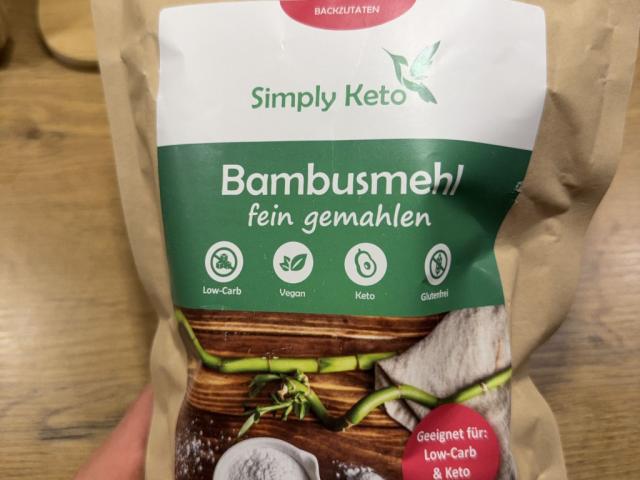 BACKZUTATEN
Simply Keto
Bambusmehl
fein gemahlen
Low-Carb
Vegan
Keto
Glutenfrei
Geeignet für:
Low-Carb
& Keto